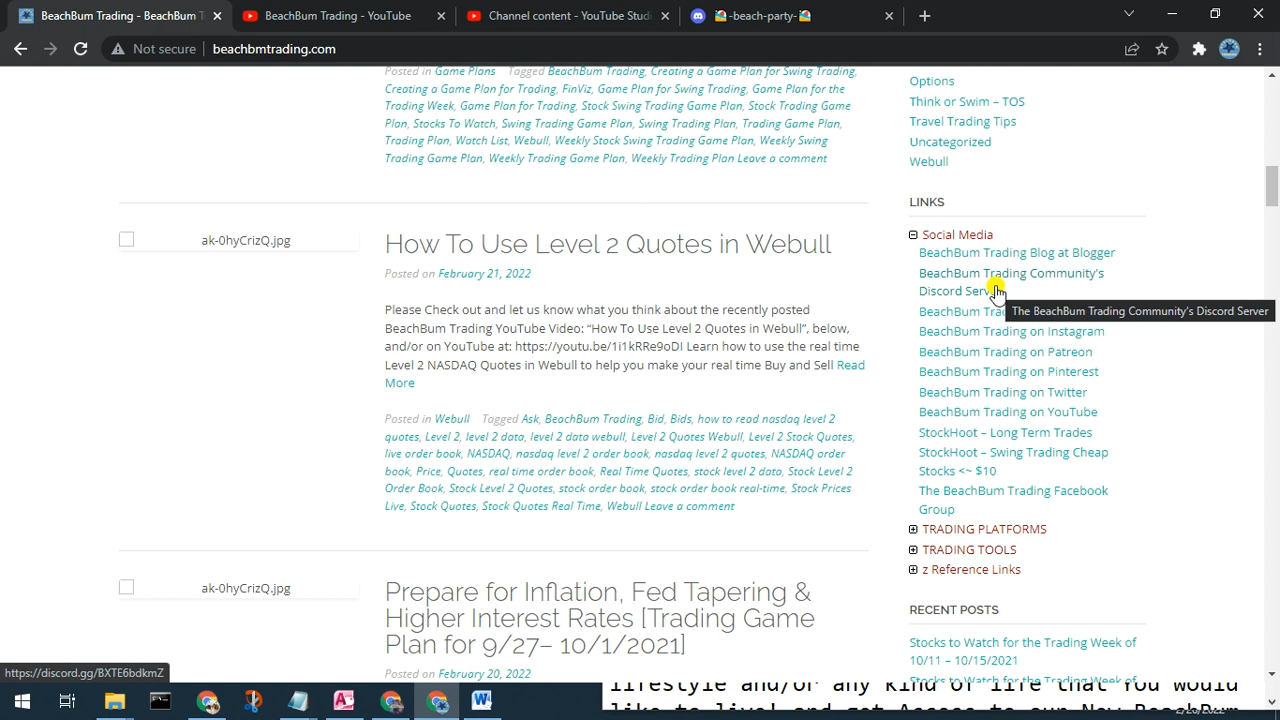 BeachBum Trading - BeachBum T
BeachBum Trading - YouTube
Channel content - YouTube Stud
-beach-party-
Not secure
beachbmtrading.com
Posted in Game Plans Tagged BeachBum Trading, Creating a Game Plan for Swing Trading,
Creating a Game Plan for Trading, FinViz, Game Plan for Swing Trading, Game Plan for the
Trading Week, Game Plan for Trading, Stock Swing Trading Game Plan, Stock Trading Game
Plan, Stocks To Watch, Swing Trading Game Plan, Swing Trading Plan, Trading Game Plan,
Trading Plan, Watch List, Webull, Weekly Stock Swing Trading Game Plan, Weekly Swing
Trading Game Plan, Weekly Trading Game Plan, Weekly Trading Plan Leave a comment
ak-0hyCrizQ.jpg
How To Use Level 2 Quotes in Webull
Posted on February 21, 2022
Please Check out and let us know what you think about the recently posted
BeachBum Trading YouTube Video: “How To Use Level 2 Quotes in Webull”, below,
and/or on YouTube at: https://youtu.be/1i1kRRe9oDI Learn how to use the real time
Level 2 NASDAQ Quotes in Webull to help you make your real time Buy and Sell Read
More
Posted in Webull Tagged Ask, BeachBum Trading, Bid, Bids, how to read nasdaq level 2
quotes, Level 2, level 2 data, level 2 data webull, Level 2 Quotes Webull, Level 2 Stock Quotes,
live order book, NASDAQ, nasdaq level 2 order book, nasdaq level 2 quotes, NASDAQ order
book, Price, Quotes, real time order book, Real Time Quotes, stock level 2 data, Stock Level 2
Order Book, Stock Level 2 Quotes, stock order book, stock order book real-time, Stock Prices
Live, Stock Quotes, Stock Quotes Real Time, Webull Leave a comment
ak-0hyCrizQ.jpg
Prepare for Inflation, Fed Tapering &
Higher Interest Rates [Trading Game
Plan for 9/27– 10/1/2021]
Posted on February 20, 2022
Options
Think or Swim – TOS
Travel Trading Tips
Uncategorized
Webull
LINKS
Social Media
BeachBum Trading Blog at Blogger
BeachBum Trading Community's
Discord Serv
The BeachBum Trading Community's Discord Server
BeachBum Trac
BeachBum Trading on Instagram
BeachBum Trading on Patreon
BeachBum Trading on Pinterest
BeachBum Trading on Twitter
BeachBum Trading on YouTube
StockHoot – Long Term Trades
StockHoot – Swing Trading Cheap
Stocks <~ $10
The BeachBum Trading Facebook
Group
TRADING PLATFORMS
TRADING TOOLS
z Reference Links
RECENT POSTS
Stocks to Watch for the Trading Week of
10/11 – 10/15/2021
Stocks to Watch for the Trading Week of
https://discord.gg/BXTE6bdkmZ
lifestyle and/or any kind of life that You would
like to live! and get Access to our New BeachBum